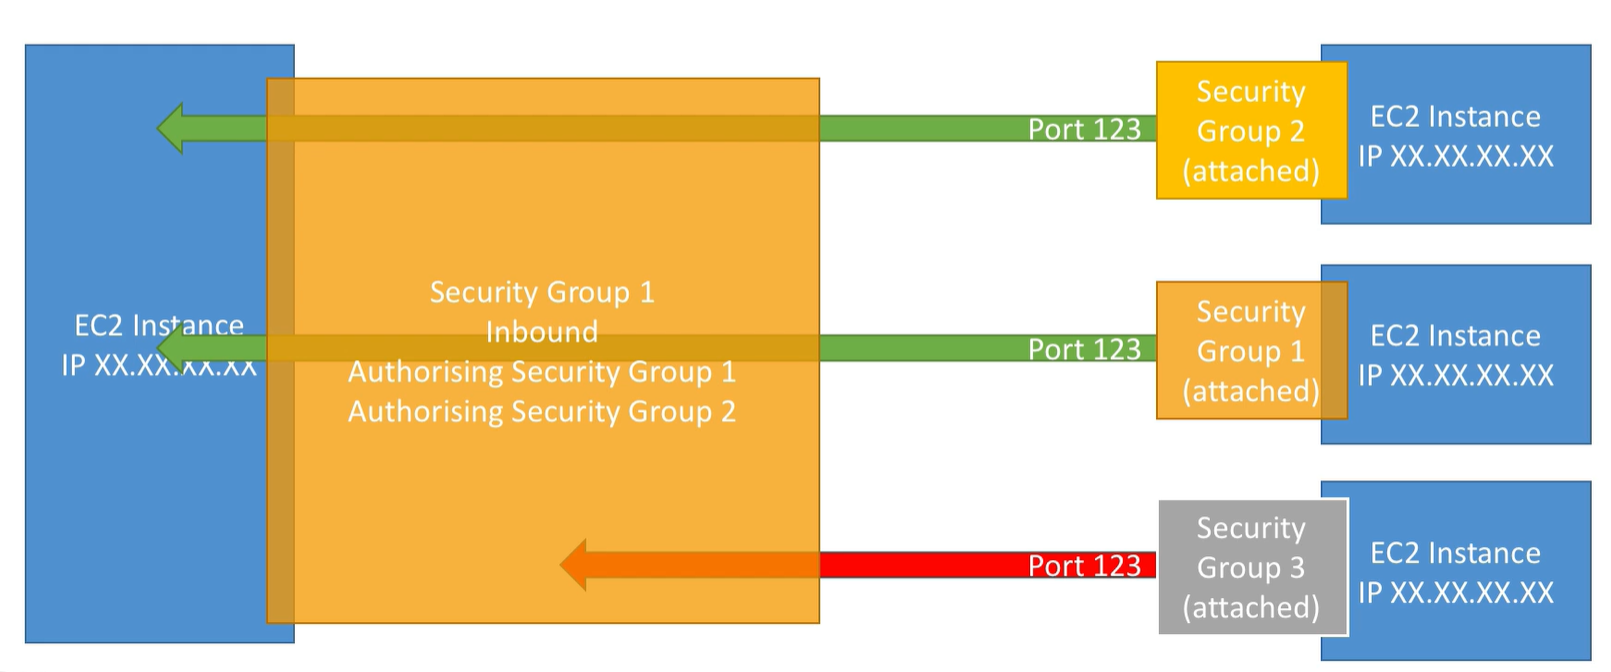 EC2 Instance
IP XX.XX.XX.XX
Security Group 1
Inbound
Authorising Security Group 1
Authorising Security Group 2
Port 123
Security
Group 2
(attached)
EC2 Instance
IP XX.XX.XX.XX
Port 123
Security
Group 1
(attached)
EC2 Instance
IP XX.XX.XX.XX
Port 123
Security
Group 3
(attached)
EC2 Instance
IP XX.XX.XX.XX